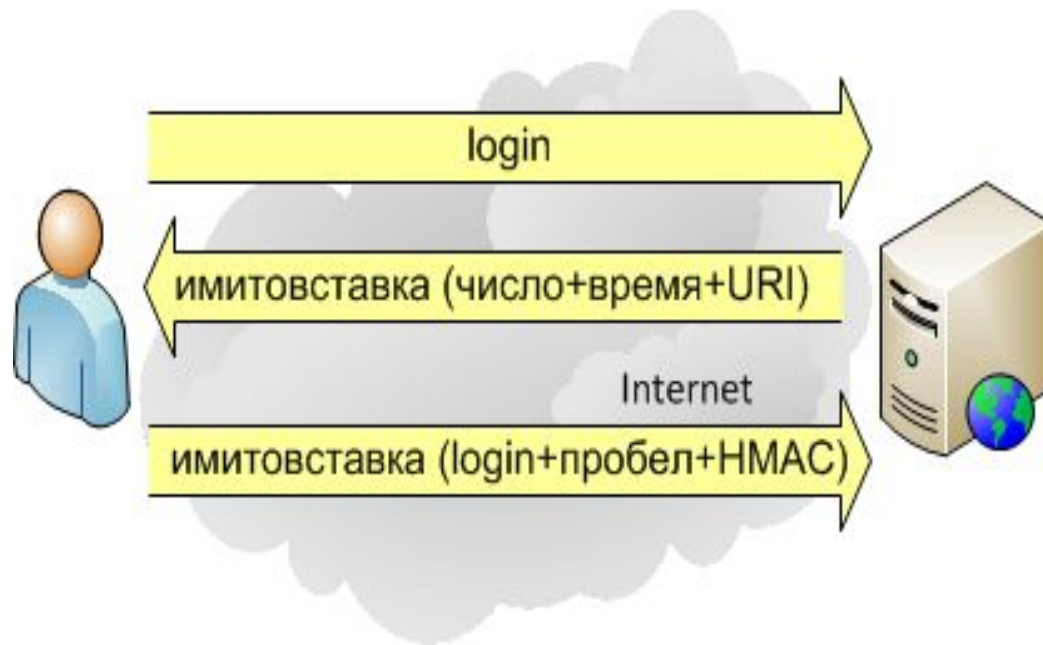 login
имитовставка (число+время+URI)
Internet
имитовставка (login+пробел+HMAC)